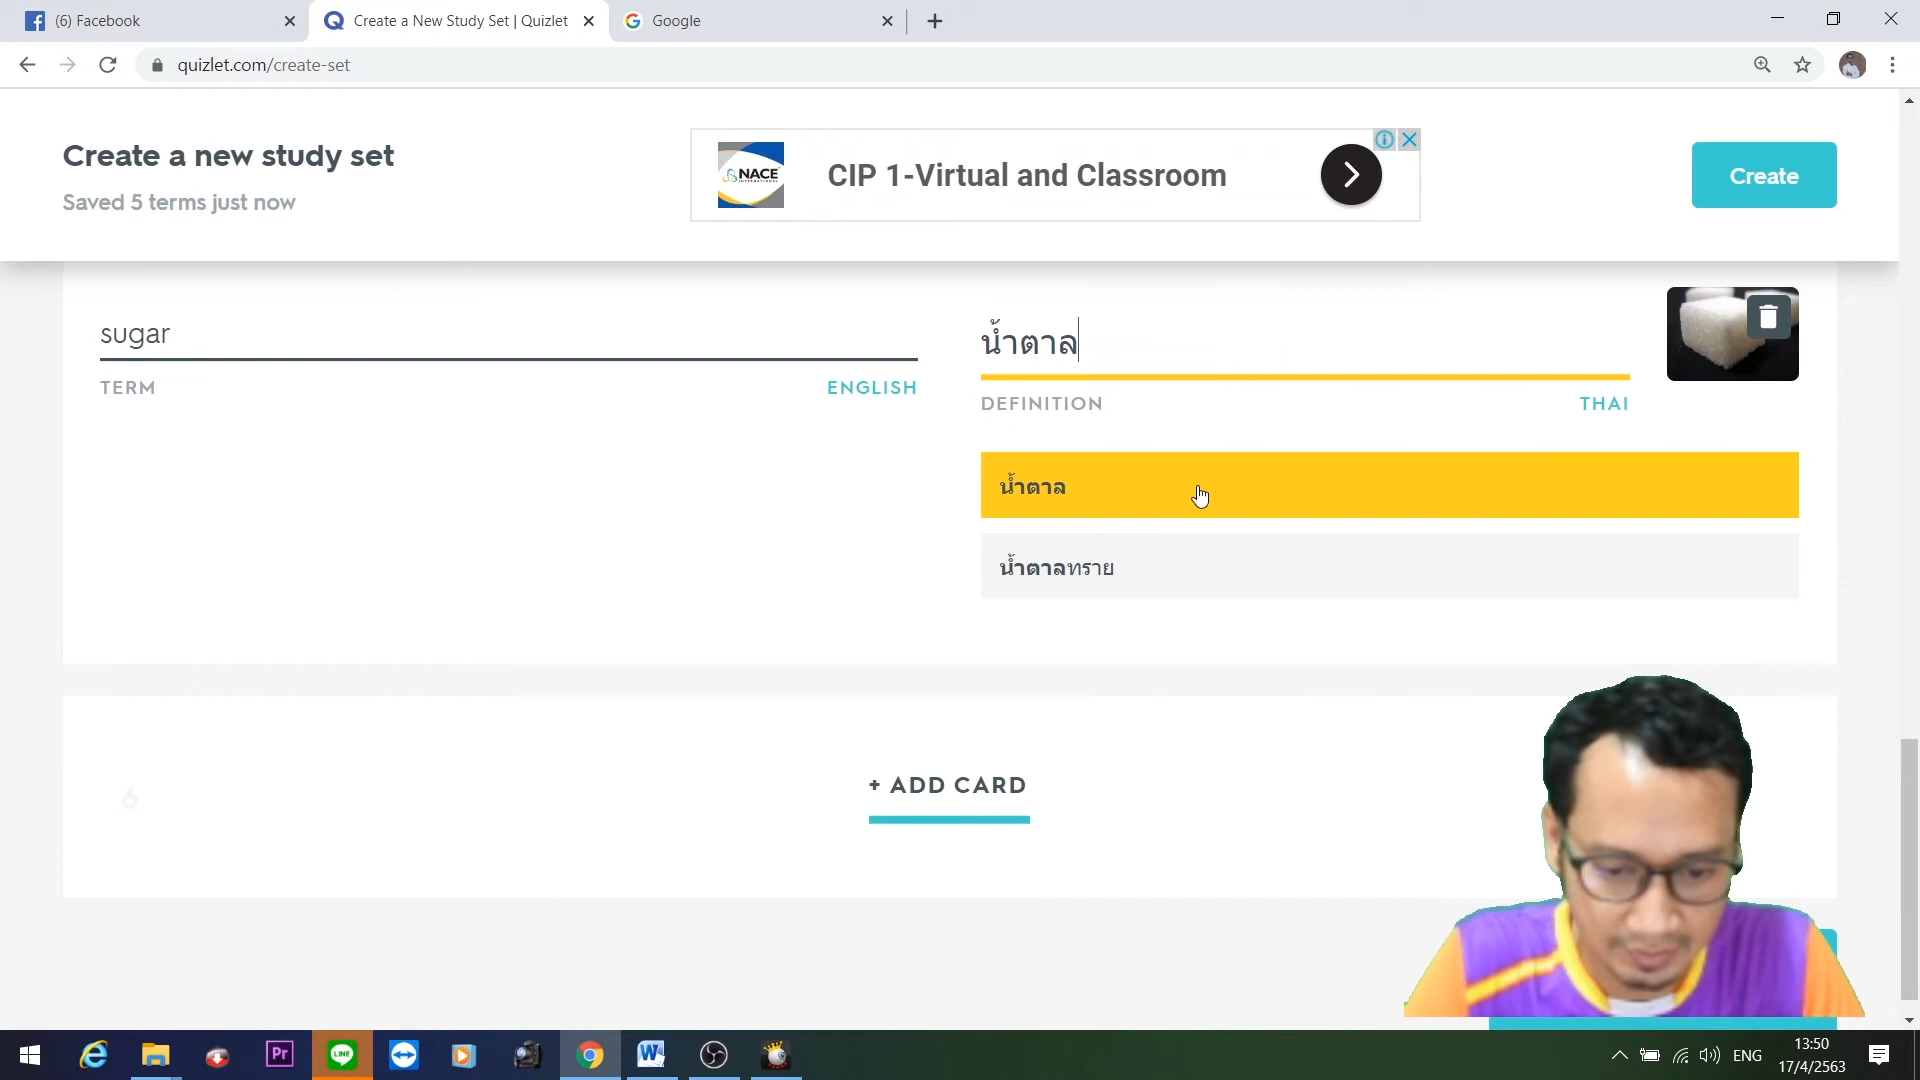 (6) Facebook
Create a New Study Set | Quizlet
Google
quizlet.com/create-set
Create a new study set
Saved 5 terms just now
NACE
INTERNATIONAL
CIP 1-Virtual and Classroom
Create
sugar
TERM
ENGLISH
น้ำตาล
DEFINITION
THAI
น้ำตาล
น้ำตาลทราย
6
+ ADD CARD
Pr
LINE
ENG
13:50
17/4/2563